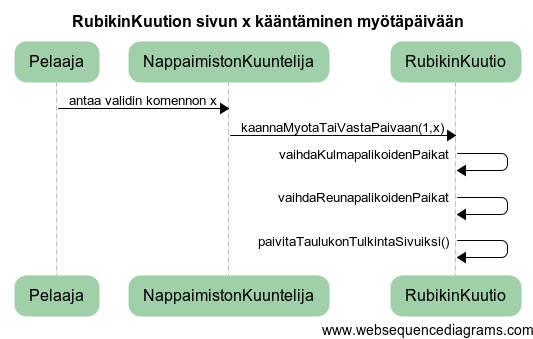 RubikinKuution sivun x kääntäminen myötäpäivään
Pelaaja NappaimistonKuuntelija RubikinKuutio
antaa validin komennon x
kaannaMyotaTaiVastaPaivaan(1,x)
vaihdaKulmapalikoidenPaikat
vaihdaReunapalikoidenPaikat
paivitaTaulukonTulkintaSivuiksi()
Pelaaja NappaimistonKuuntelija RubikinKuutio
www.websequencediagrams.com